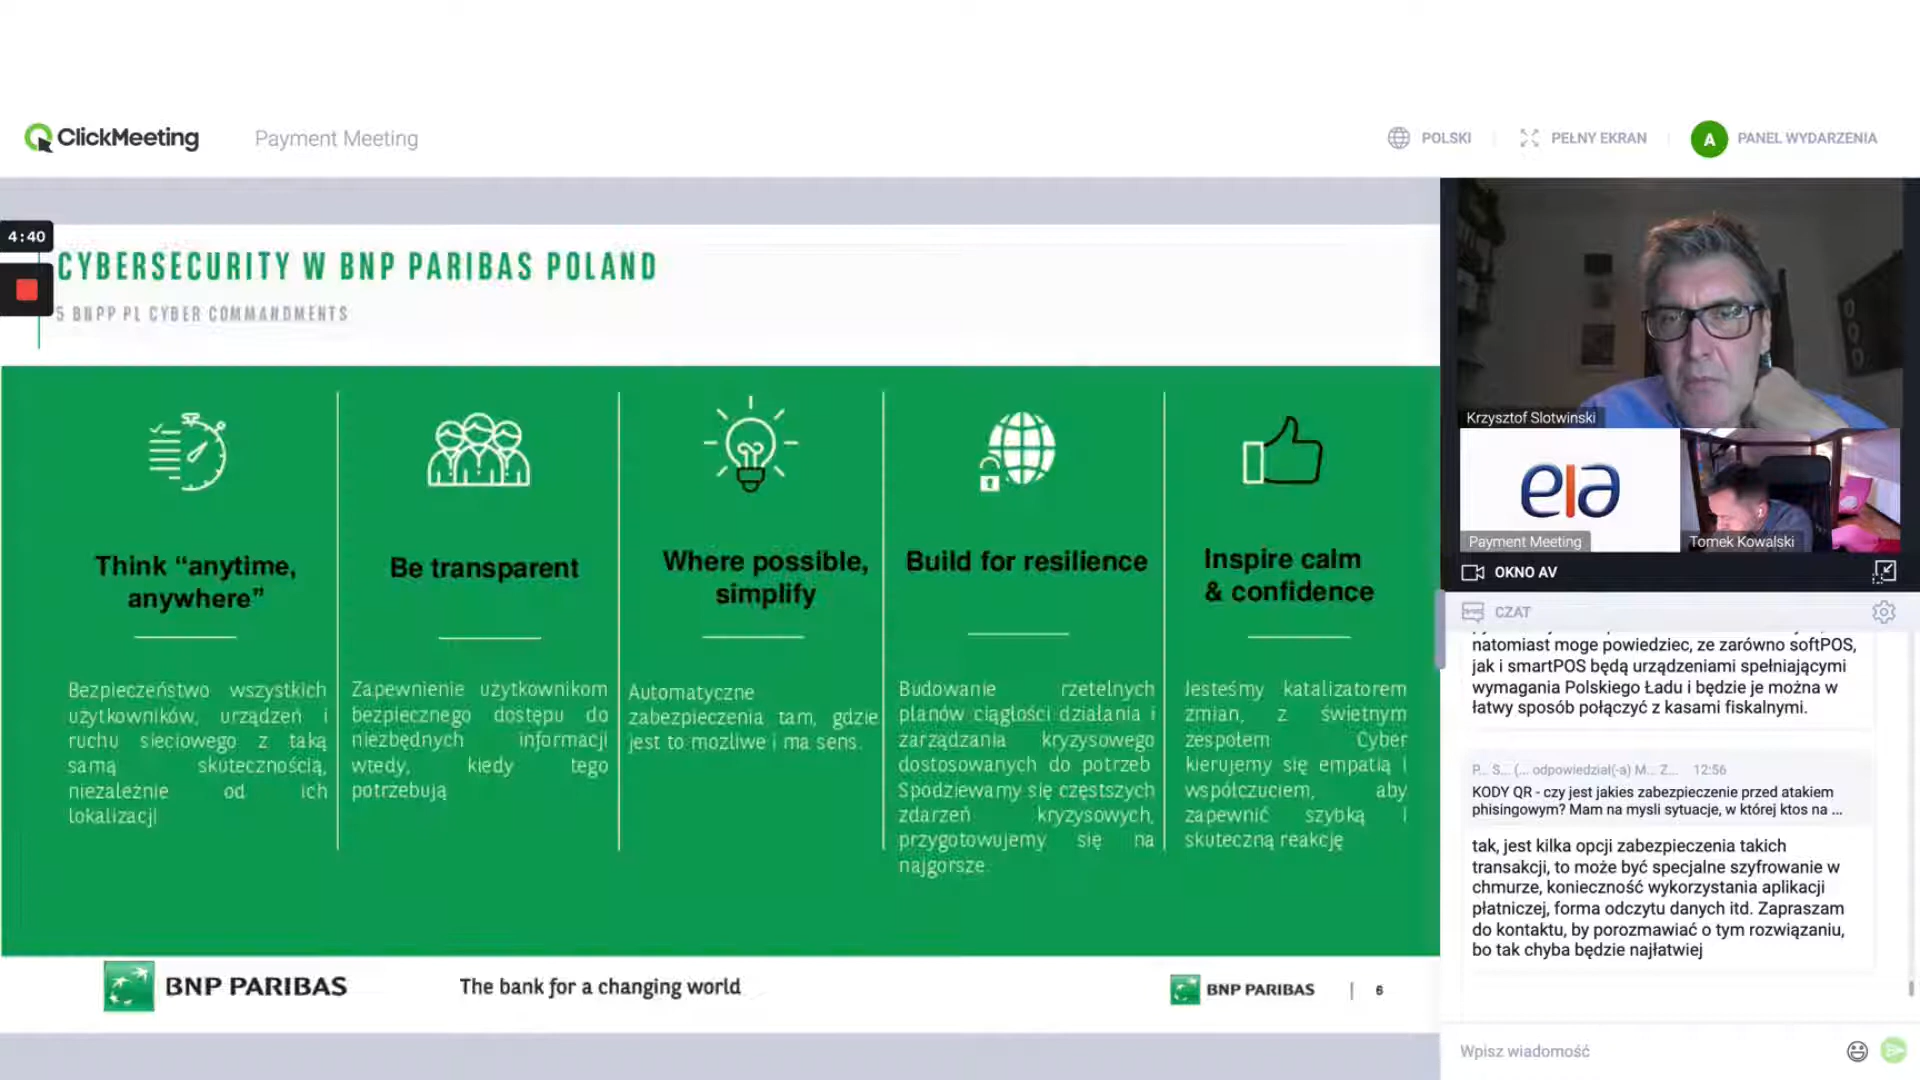 ClickMeeting
Payment Meeting
POLSKI
PEŁNY EKRAN
A
PANEL WYDARZENIA
4:40
CYBERSECURITY W BNP PARIBAS POLAND
5 BNPP PL CYBER COMMANDMENTS
Think “anytime,
anywhere”
Bezpieczeństwo wszystkich
użytkowników, urządzeń i
ruchu sieciowego z taką
samą skutecznością,
niezależnie od ich
lokalizacji
Be transparent
Zapewnienie użytkownikom
bezpiecznego dostępu do
niezbędnych informacji
wtedy, kiedy tego
potrzebują
Where possible,
simplify
Automatyczne
zabezpieczenia tam, gdzie
jest to możliwe i ma sens.
Build for resilience
Budowanie rzetelnych
planów ciągłości działania i
zarządzania kryzysowego
dostosowanych do potrzeb
Spodziewamy się częstszych
zdarzeń kryzysowych,
przygotowujemy się na
najgorsze
Inspire calm
& confidence
Jesteśmy katalizatorem
zmian, z świetnym
zespołem Cyber
kierujemy się empatią i
współczuciem, aby
zapewnić szybką i
skuteczną reakcję
BNP PARIBAS
The bank for a changing world
BNP PARIBAS
6
Krzysztof Slotwinski
eia
Payment Meeting
Tomek Kowalski
OKNO AV
CZAT
natomiast moge powiedziec, ze zarówno softPOS,
jak i smartPOS będą urządzeniami spełniającymi
wymagania Polskiego Ładu i będzie je można w
łatwy sposób połączyć z kasami fiskalnymi.
P... S... (... odpowiedział(-a) M... Z... 12:56
KODY QR - czy jest jakies zabezpieczenie przed atakiem
phisingowym? Mam na mysli sytuacje, w której ktos na ...
tak, jest kilka opcji zabezpieczenia takich
transakcji, to może być specjalne szyfrowanie w
chmurze, konieczność wykorzystania aplikacji
płatniczej, forma odczytu danych itd. Zapraszam
do kontaktu, by porozmawiać o tym rozwiązaniu,
bo tak chyba będzie najłatwiej
Wpisz wiadomość